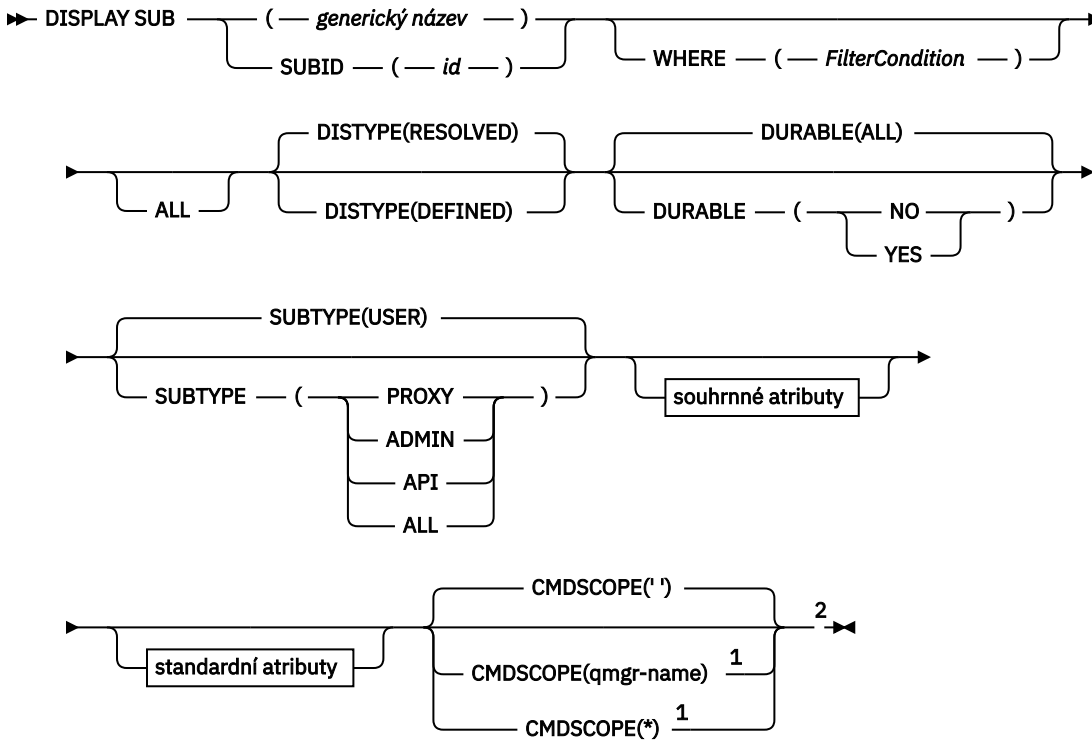 DISPLAY SUB ( generický název )
SUBID ( id )
WHERE ( FilterCondition )
ALL
DISTYPE(RESOLVED)
DISTYPE(DEFINED)
DURABLE(ALL)
DURABLE ( NO )
YES
SUBTYPE(USER)
SUBTYPE ( PROXY )
ADMIN
API
ALL
souhrnné atributy
standardní atributy
CMDSCOPE(' ')
CMDSCOPE(qmgr-name) 1
CMDSCOPE(*) 1
2